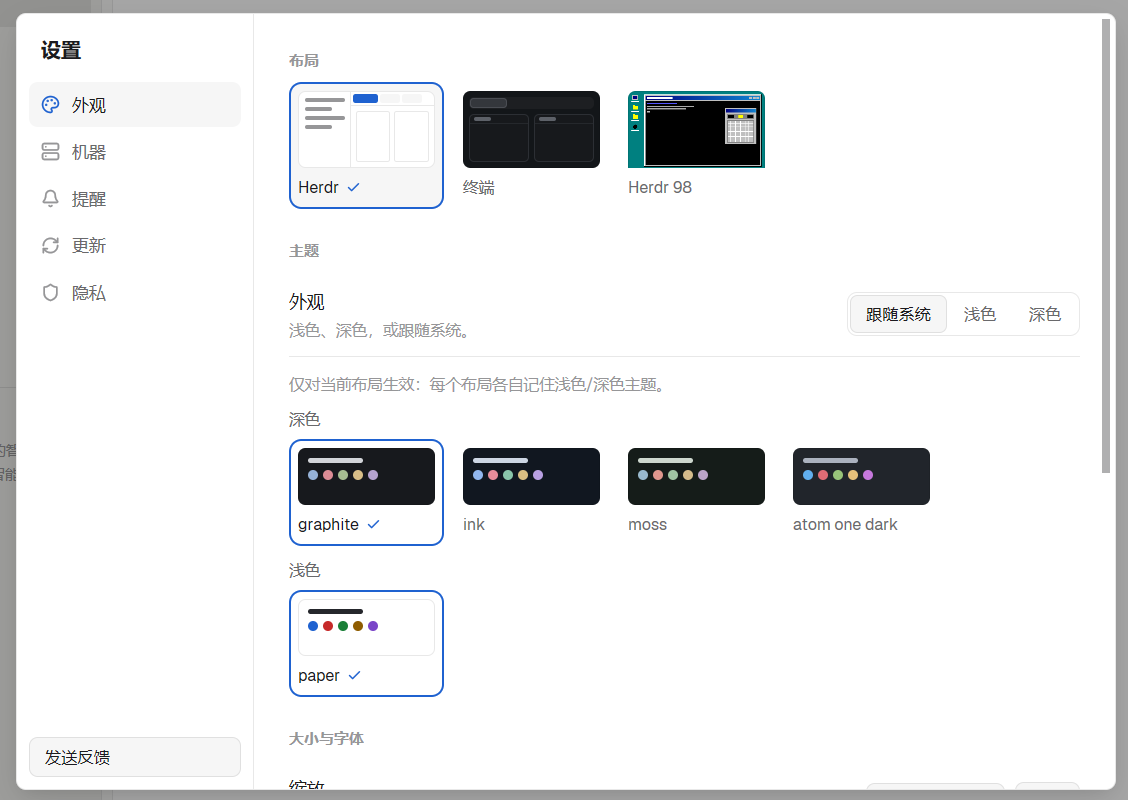 设置
外观
机器
提醒
更新
隐私
发送反馈
布局
Herdr
终端
Herdr 98
主题
外观
浅色、深色，或跟随系统。
跟随系统
浅色
深色
仅对当前布局生效：每个布局各自记住浅色/深色主题。
深色
graphite
ink
moss
atom one dark
浅色
paper
大小与字体
缩放